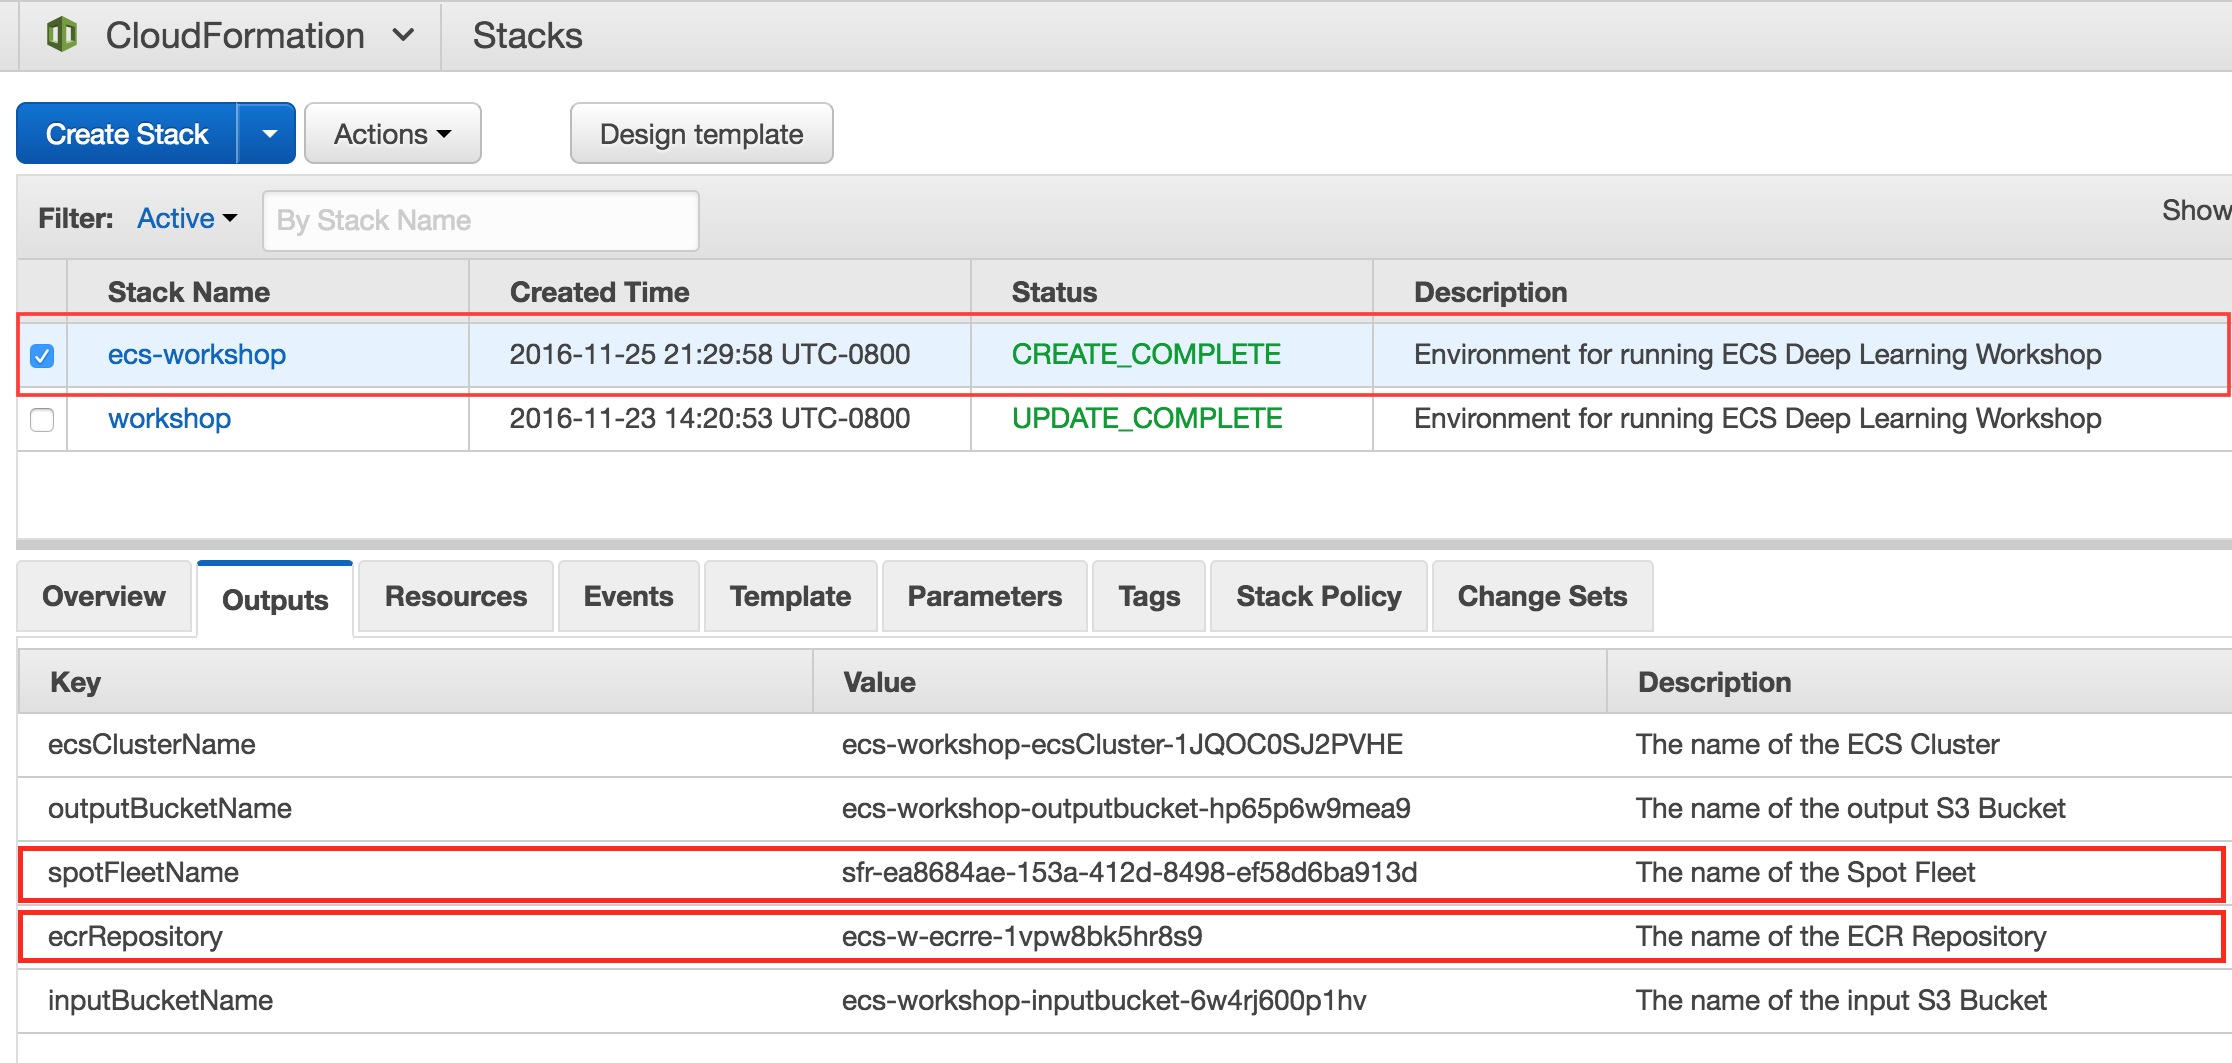 CloudFormation Stacks
Create Stack Actions Design template
Filter: Active By Stack Name Show
Stack Name Created Time Status Description
ecs-workshop 2016-11-25 21:29:58 UTC-0800 CREATE_COMPLETE Environment for running ECS Deep Learning Workshop
workshop 2016-11-23 14:20:53 UTC-0800 UPDATE_COMPLETE Environment for running ECS Deep Learning Workshop
Overview Outputs Resources Events Template Parameters Tags Stack Policy Change Sets
Key Value Description
ecsClusterName ecs-workshop-ecsCluster-1JQOC0SJ2PVHE The name of the ECS Cluster
outputBucketName ecs-workshop-outputbucket-hp65p6w9mea9 The name of the output S3 Bucket
spotFleetName sfr-ea8684ae-153a-412d-8498-ef58d6ba913d The name of the Spot Fleet
ecrRepository ecs-w-ecrre-1vpw8bk5hr8s9 The name of the ECR Repository
inputBucketName ecs-workshop-inputbucket-6w4rj600p1hv The name of the input S3 Bucket